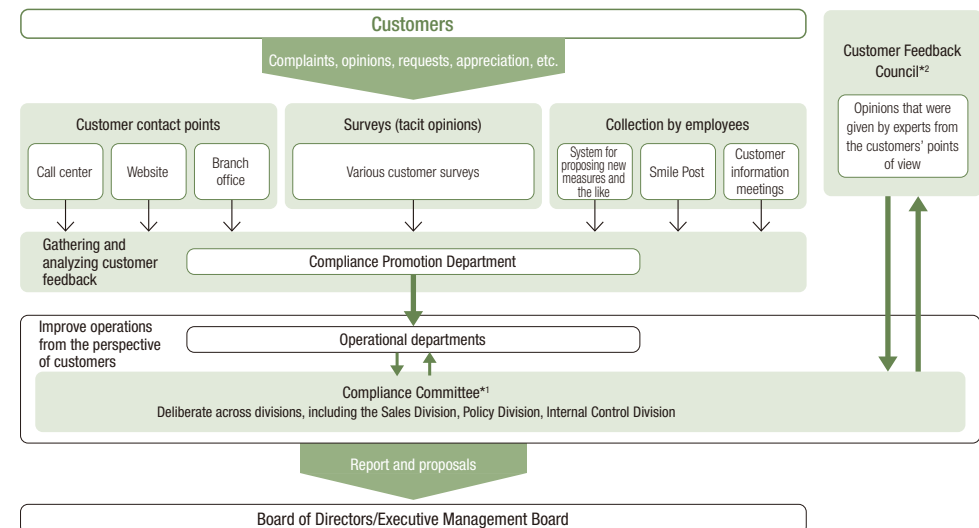 Customers
Complaints, opinions, requests, appreciation, etc.
Customer Feedback
Council*2
Opinions that were
given by experts from
the customers' points
of view
Customer contact points
Call center
Website
Branch
office
Surveys (tacit opinions)
Various customer surveys
Collection by employees
System for
proposing new
measures and
the like
Smile Post
Customer
information
meetings
Gathering and
analyzing customer
feedback
Compliance Promotion Department
Improve operations
from the perspective
of customers
Operational departments
Compliance Committee*1
Deliberate across divisions, including the Sales Division, Policy Division, Internal Control Division
Report and proposals
Board of Directors/Executive Management Board